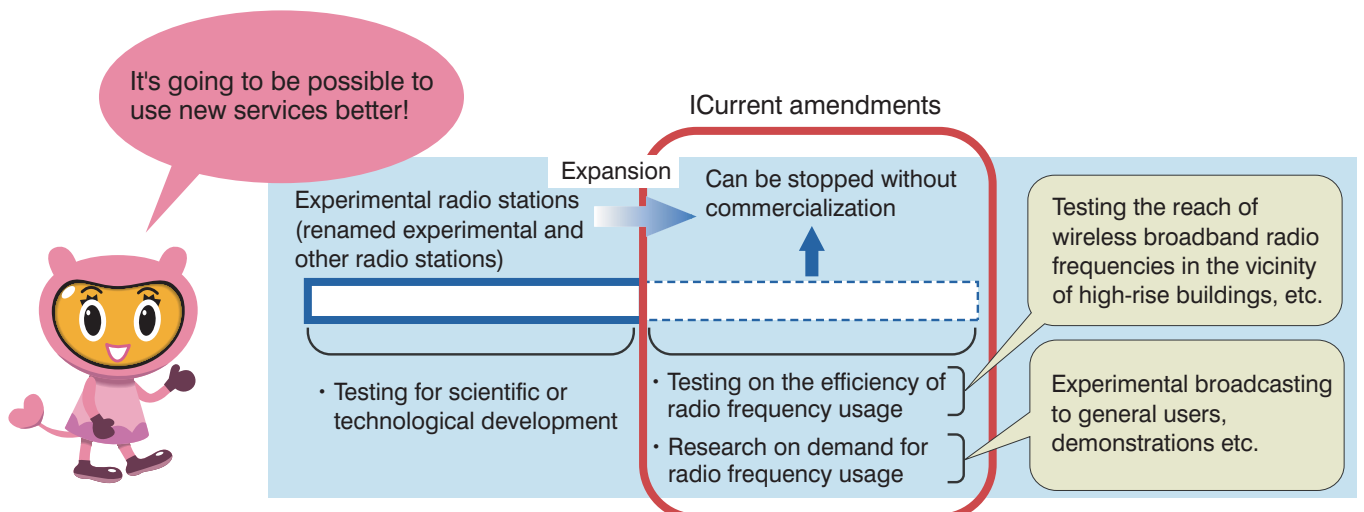 It's going to be possible to
use new services better!
ICurrent amendments
Expansion
Experimental radio stations
(renamed experimental and
other radio stations)
Can be stopped without
commercialization
・Testing for scientific or
technological development
・Testing on the efficiency of
radio frequency usage
・Research on demand for
radio frequency usage
Testing the reach of
wireless broadband radio
frequencies in the vicinity
of high-rise buildings, etc.
Experimental broadcasting
to general users,
demonstrations etc.